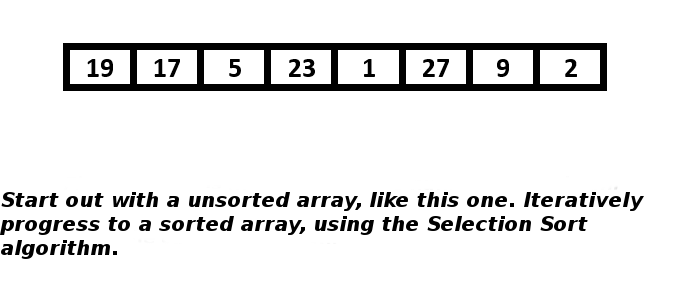 19 17 5 23 1 27 9 2
Start out with a unsorted array, like this one. Iteratively
progress to a sorted array, using the Selection Sort
algorithm.